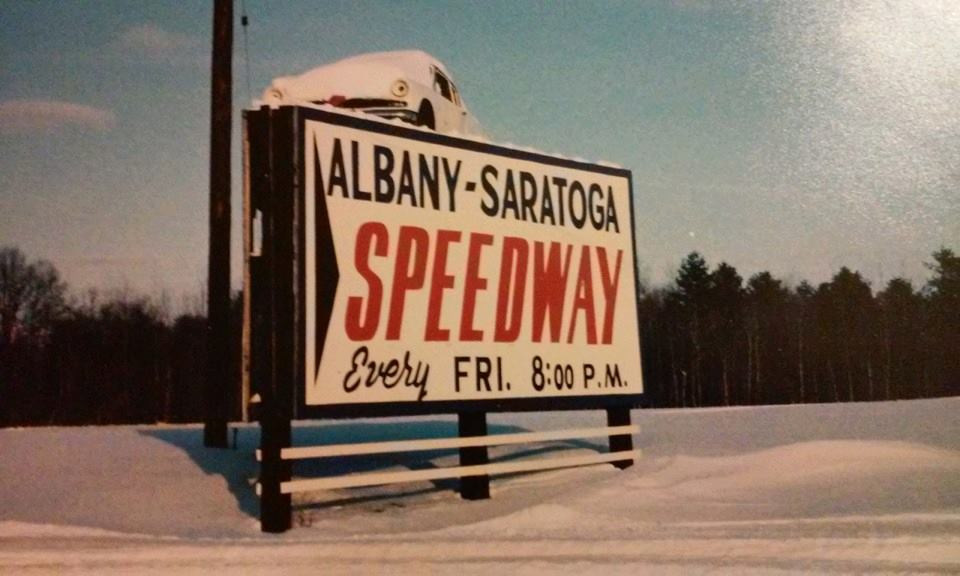 ALBANY-SARATOGA
SPEEDWAY
Every FRI. 8:00 P.M.